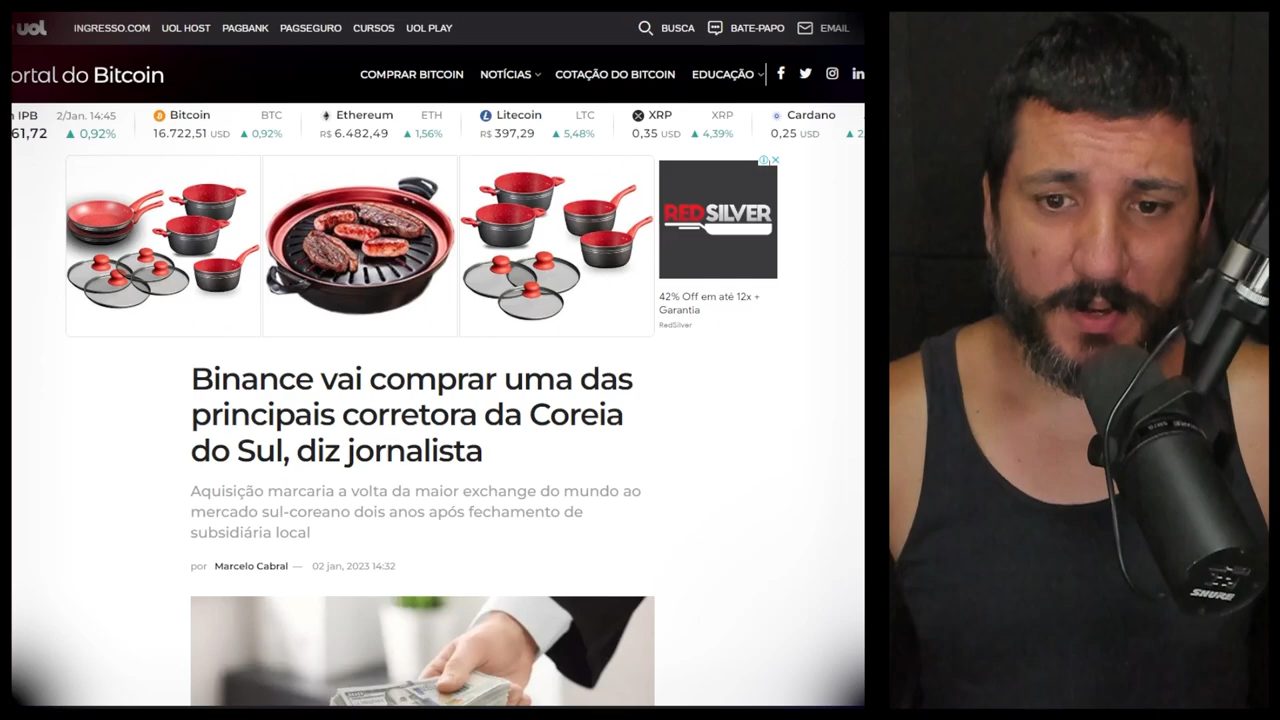 uol INGRESSO.COM UOL HOST PAGBANK PAGSEGURO CURSOS UOL PLAY BUSCA BATE-PAPO EMAIL
ortal do Bitcoin COMPRAR BITCOIN NOTÍCIAS COTAÇÃO DO BITCOIN EDUCAÇÃO
IPB 2/Jan. 14:45 Bitcoin BTC Ethereum ETH Litecoin LTC XRP XRP Cardano
61,72 ▲ 0,92% 16.722,51 USD ▲ 0,92% R$ 6.482,49 ▲ 1,56% R$ 397,29 ▲ 5,48% 0,35 USD ▲ 4,39% 0,25 USD ▲ 2
REDSILVER
42% Off em até 12x +
Garantia
RedSilver
Binance vai comprar uma das
principais corretora da Coreia
do Sul, diz jornalista
Aquisição marcaria a volta da maior exchange do mundo ao
mercado sul-coreano dois anos após fechamento de
subsidiária local
por Marcelo Cabral — 02 jan, 2023 14:32
SHURE